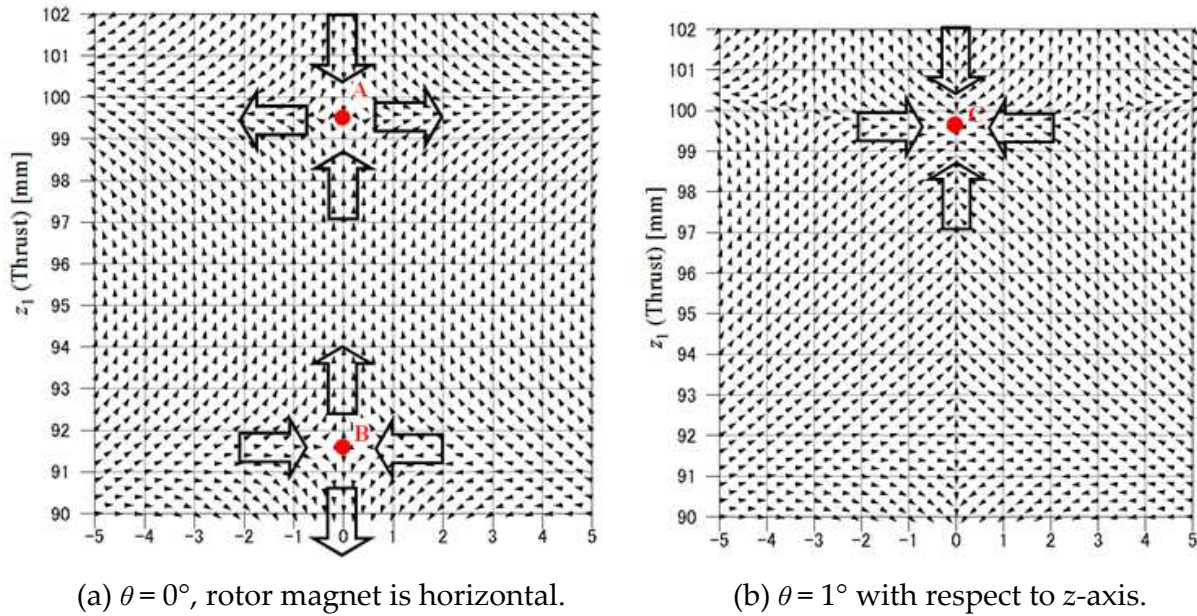 102
101
100
99
98
97
96
95
94
93
92
91
90
z1 (Thrust) [mm]
A
B
-5 -4 -3 -2 -1 0 1 2 3 4 5
102
101
100
99
98
97
96
95
94
93
92
91
90
z1 (Thrust) [mm]
C
-5 -4 -3 -2 -1 0 1 2 3 4 5
(a) θ = 0°, rotor magnet is horizontal.
(b) θ = 1° with respect to z-axis.